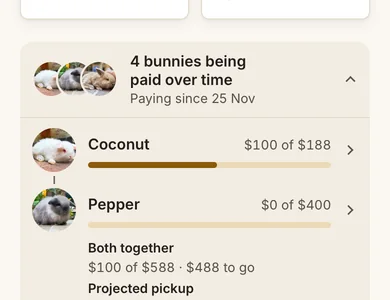 4 bunnies being
paid over time
Paying since 25 Nov
Coconut
$100 of $188
Pepper
$0 of $400
Both together
$100 of $588 · $488 to go
Projected pickup